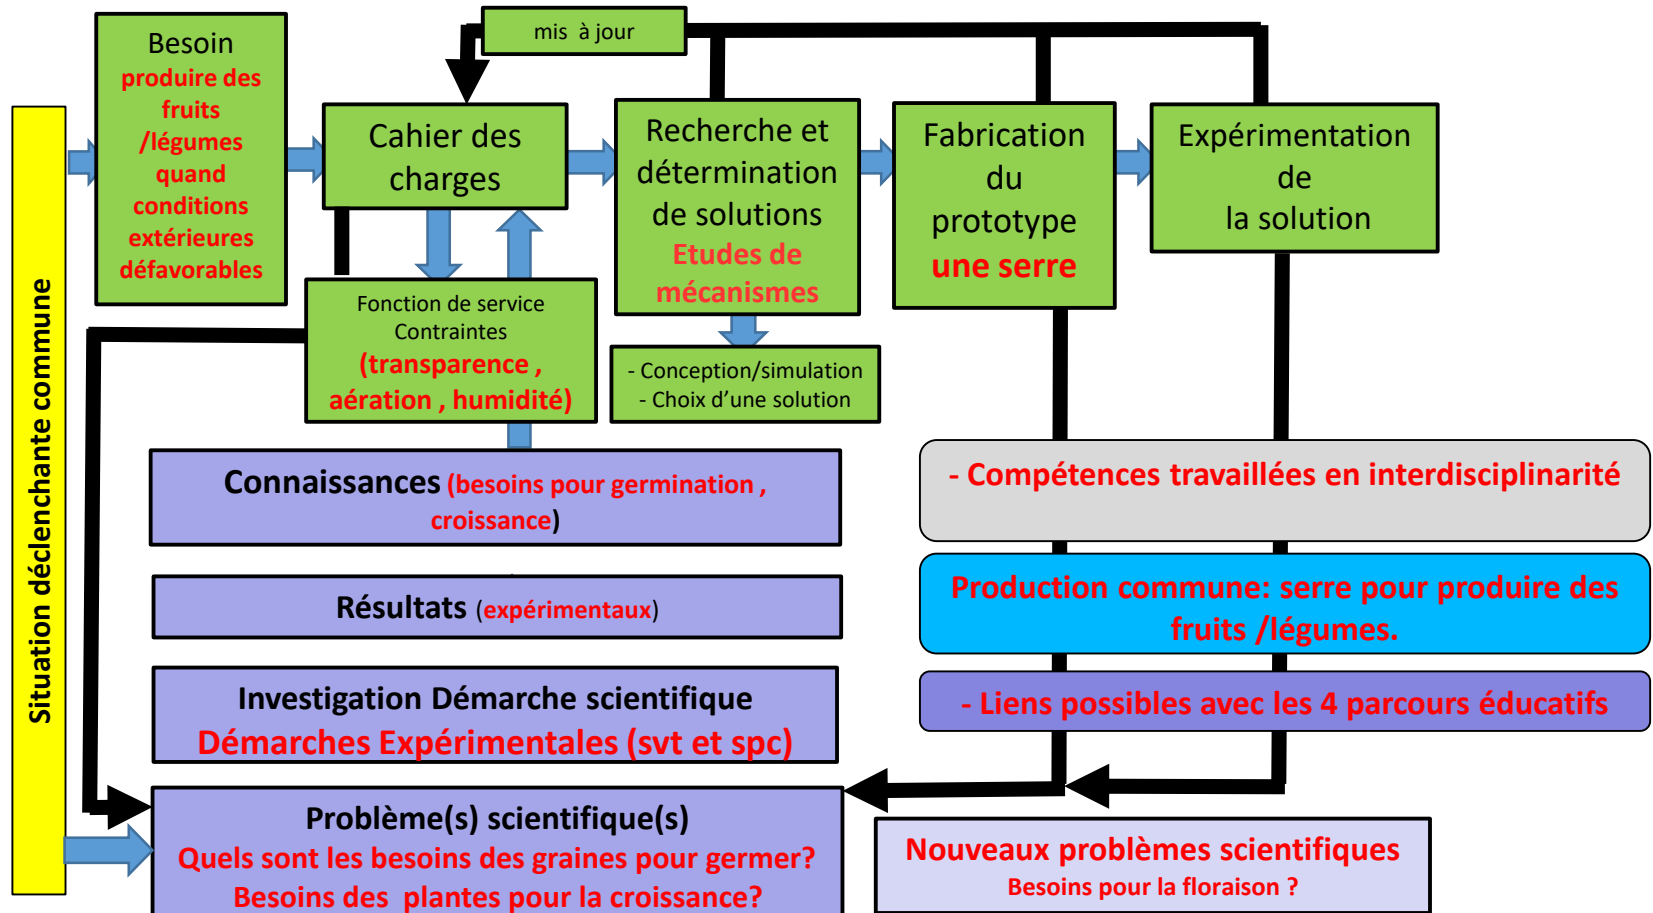 mis à jour
Situation déclenchante commune
Besoin
produire des
fruits
/légumes
quand
conditions
extérieures
défavorables
Cahier des
charges
Recherche et
détermination
de solutions
Etudes de
mécanismes
Fabrication
du
prototype
une serre
Expérimentation
de
la solution
Fonction de service
Contraintes
(transparence ,
aération , humidité)
- Conception/simulation
- Choix d’une solution
Connaissances (besoins pour germination ,
croissance)
Résultats (expérimentaux)
Investigation Démarche scientifique
Démarches Expérimentales (svt et spc)
Problème(s) scientifique(s)
Quels sont les besoins des graines pour germer?
Besoins des plantes pour la croissance?
- Compétences travaillées en interdisciplinarité
Production commune: serre pour produire des
fruits /légumes.
- Liens possibles avec les 4 parcours éducatifs
Nouveaux problèmes scientifiques
Besoins pour la floraison ?